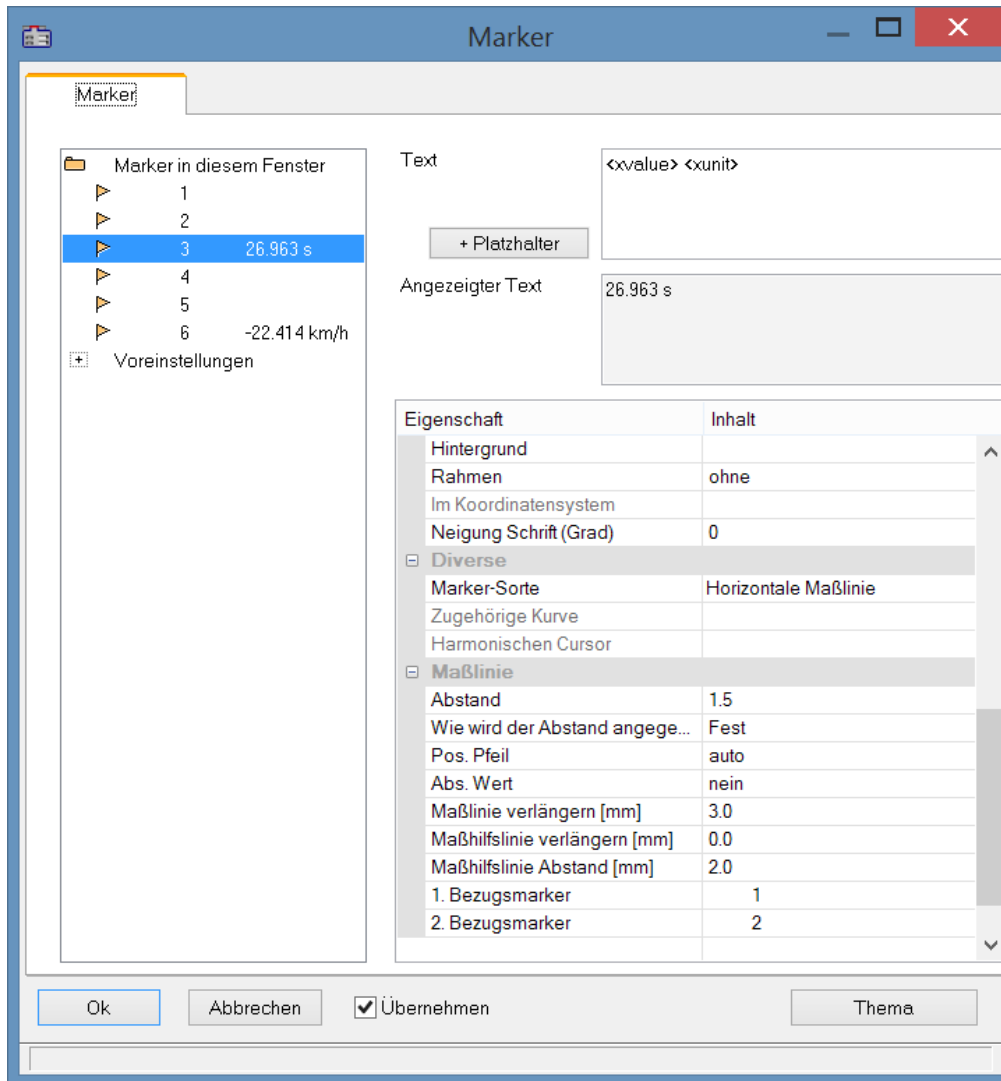 Marker
Marker
Marker in diesem Fenster
1
2
3 26.963 s
4
5
6 -22.414 km/h
Voreinstellungen
Text
<xvalue> <xunit>
+ Platzhalter
Angezeigter Text
26.963 s
Eigenschaft Inhalt
Hintergrund
Rahmen ohne
Im Koordinatensystem
Neigung Schrift (Grad) 0
Diverse
Marker-Sorte Horizontale Maßlinie
Zugehörige Kurve
Harmonischen Cursor
Maßlinie
Abstand 1.5
Wie wird der Abstand angege... Fest
Pos. Pfeil auto
Abs. Wert nein
Maßlinie verlängern [mm] 3.0
Maßhilfslinie verlängern [mm] 0.0
Maßhilfslinie Abstand [mm] 2.0
1. Bezugsmarker 1
2. Bezugsmarker 2
Ok Abbrechen Übernehmen Thema